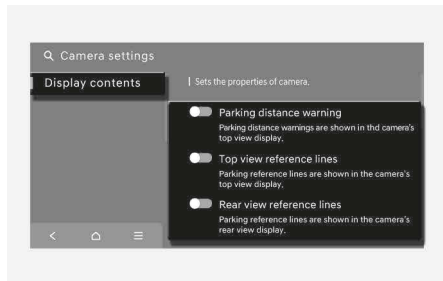 Camera settings
Display contents
Sets the properties of camera.
Parking distance warning
Parking distance warnings are shown in thd camera's
top view display.
Top view reference lines
Parking reference lines are shown in the camera's
top view display.
Rear view reference lines
Parking reference lines are shown in the camera's
rear view display.